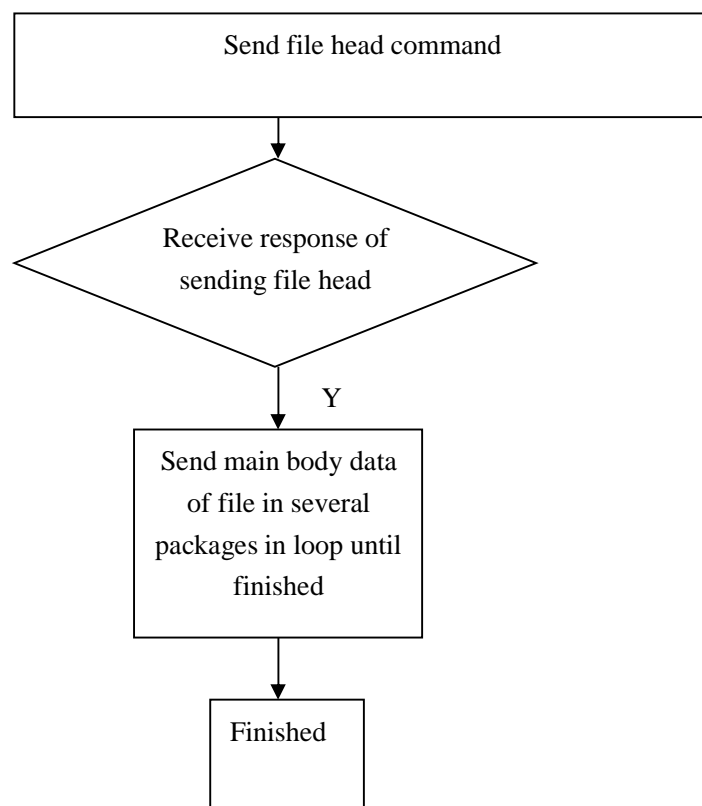 Send file head command
Receive response of
sending file head
Y
Send main body data
of file in several
packages in loop until
finished
Finished